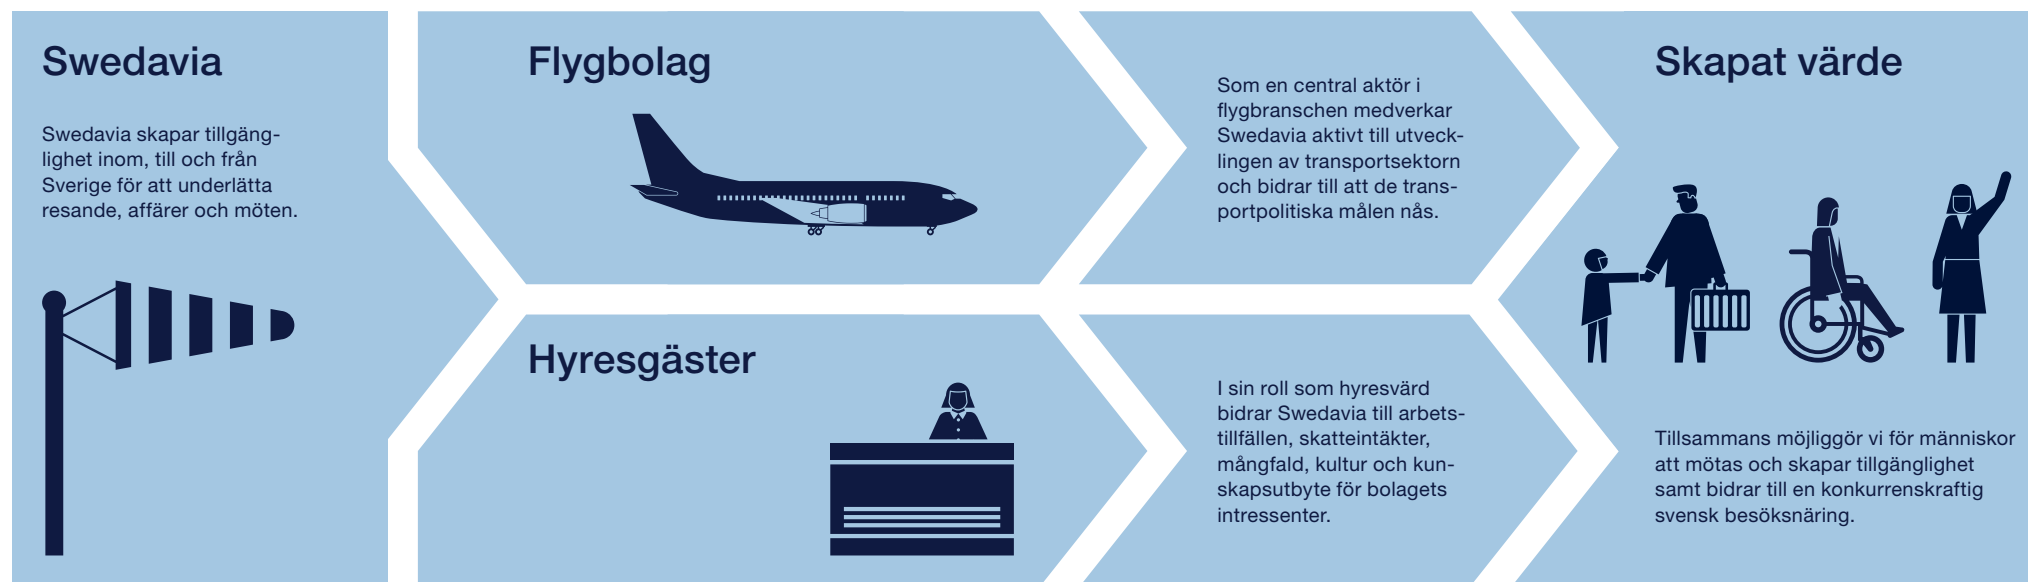 Swedavia
Swedavia skapar tillgäng-
lighet inom, till och från
Sverige för att underlätta
resande, affärer och möten.
Flygbolag
Som en central aktör i
flygbranschen medverkar
Swedavia aktivt till utveck-
lingen av transportsektorn
och bidrar till att de trans-
portpolitiska målen nås.
Hyresgäster
I sin roll som hyresvärd
bidrar Swedavia till arbets-
tillfällen, skatteintäkter,
mångfald, kultur och kun-
skapsutbyte för bolagets
intressenter.
Skapat värde
Tillsammans möjliggör vi för människor
att mötas och skapar tillgänglighet
samt bidrar till en konkurrenskraftig
svensk besöksnäring.